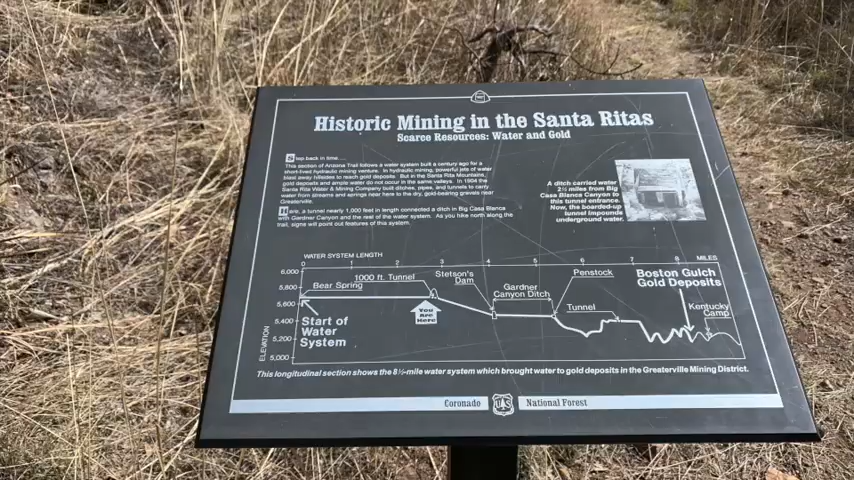 Historic Mining in the Santa Ritas
Scarce Resources: Water and Gold
Step back in time....
This section of Arizona Trail follows a water system built a century ago for a
short-lived hydraulic mining venture. In hydraulic mining, powerful jets of water
blast away hillsides to reach gold deposits. But in the Santa Rita Mountains,
gold deposits and ample water do not occur in the same valleys. In 1904 the
Santa Rita Water & Mining Company built ditches, pipes, and tunnels to carry
water from streams and springs near here to the dry, gold-bearing gravels near
Greaterville.
Here, a tunnel nearly 1,000 feet in length connected a ditch in Big Casa Blanca
with Gardner Canyon and the rest of the water system. As you hike north along the
trail, signs will point out features of this system.
A ditch carried water
2½ miles from Big
Casa Blanca Canyon to
this tunnel entrance.
Now, the boarded-up
tunnel impounds
underground water.
WATER SYSTEM LENGTH
0 1 2 3 4 5 6 7 8 MILES
ELEVATION
6,000
5,800
5,600
5,400
5,200
5,000
Bear Spring
1000 ft. Tunnel
Stetson's
Dam
Gardner
Canyon Ditch
Penstock
Tunnel
Boston Gulch
Gold Deposits
Kentucky
Camp
Start of
Water
System
You
Are
Here
This longitudinal section shows the 8½-mile water system which brought water to gold deposits in the Greaterville Mining District.
Coronado National Forest